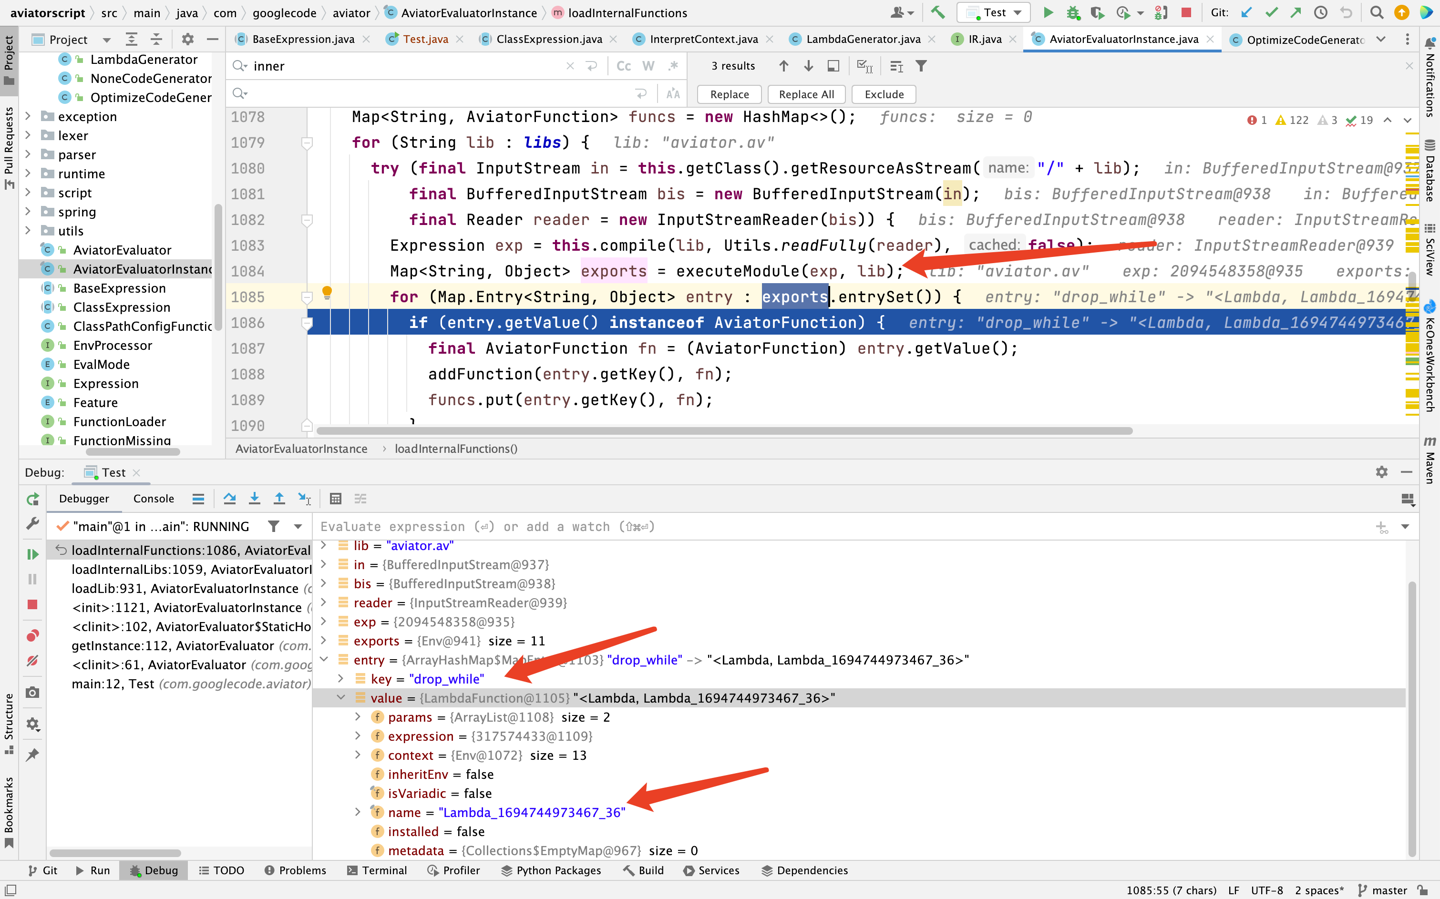 aviatorscript › src › main › java › com › googlecode › aviator › AviatorEvaluatorInstance › loadInternalFunctions
Test
Git:
Project
BaseExpression.java
Test.java
ClassExpression.java
InterpretContext.java
LambdaGenerator.java
IR.java
AviatorEvaluatorInstance.java
OptimizeCodeGenerato
inner
Cc W .*
3 results
Replace
Replace All
Exclude
LambdaGenerator
NoneCodeGenerator
OptimizeCodeGener
exception
lexer
parser
runtime
script
spring
utils
AviatorEvaluator
AviatorEvaluatorInstanc
BaseExpression
ClassExpression
ClassPathConfigFunctio
EnvProcessor
EvalMode
Expression
Feature
FunctionLoader
FunctionMissing
1 122 3 19
1078 Map<String, AviatorFunction> funcs = new HashMap<>(); funcs: size = 0
1079 for (String lib : libs) { lib: "aviator.av"
1080 try (final InputStream in = this.getClass().getResourceAsStream( name: "/" + lib); in: BufferedInputStream@937
1081 final BufferedInputStream bis = new BufferedInputStream(in); bis: BufferedInputStream@938 in: Buffered
1082 final Reader reader = new InputStreamReader(bis)) { bis: BufferedInputStream@938 reader: InputStreamRe
1083 Expression exp = this.compile(lib, Utils.readFully(reader), cached: false); reader: InputStreamReader@939
1084 Map<String, Object> exports = executeModule(exp, lib); lib: "aviator.av" exp: 2094548358@935 exports:
1085 for (Map.Entry<String, Object> entry : exports.entrySet()) { entry: "drop_while" -> "<Lambda, Lambda_16947
1086 if (entry.getValue() instanceof AviatorFunction) { entry: "drop_while" -> "<Lambda, Lambda_1694744973467
1087 final AviatorFunction fn = (AviatorFunction) entry.getValue();
1088 addFunction(entry.getKey(), fn);
1089 funcs.put(entry.getKey(), fn);
1090 }
AviatorEvaluatorInstance › loadInternalFunctions()
Debug: Test
Debugger
Console
"main"@1 in ...ain": RUNNING
Evaluate expression (⏎) or add a watch (⇧⌘⏎)
loadInternalFunctions:1086, AviatorEval
loadInternalLibs:1059, AviatorEvaluatorI
loadLib:931, AviatorEvaluatorInstance (c
<init>:1121, AviatorEvaluatorInstance (
<clinit>:102, AviatorEvaluator$StaticHo
getInstance:112, AviatorEvaluator (com.
<clinit>:61, AviatorEvaluator (com.goog
main:12, Test (com.googlecode.aviator)
lib = "aviator.av"
in = {BufferedInputStream@937}
bis = {BufferedInputStream@938}
reader = {InputStreamReader@939}
exp = {2094548358@935}
exports = {Env@941} size = 11
entry = {ArrayHashMap$MapEntry@1103} "drop_while" -> "<Lambda, Lambda_1694744973467_36>"
key = "drop_while"
value = {LambdaFunction@1105} "<Lambda, Lambda_1694744973467_36>"
params = {ArrayList@1108} size = 2
expression = {317574433@1109}
context = {Env@1072} size = 13
inheritEnv = false
isVariadic = false
name = "Lambda_1694744973467_36"
installed = false
metadata = {Collections$EmptyMap@967} size = 0
Project
Pull Requests
Structure
Bookmarks
Notifications
Database
SciView
KeOnesWorkbench
Maven
Git
Run
Debug
TODO
Problems
Terminal
Profiler
Python Packages
Build
Services
Dependencies
1085:55 (7 chars) LF UTF-8 2 spaces* master